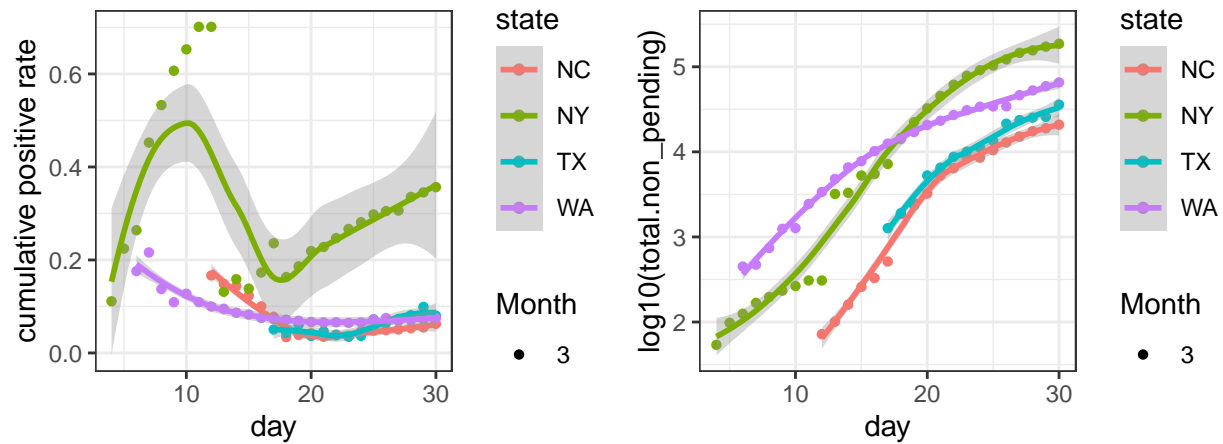 cumulative positive rate
0.6
0.4
0.2
0.0
10
20
30
day
state
NC
NY
TX
WA
Month
3
log10(total.non_pending)
5
4
3
2
10
20
30
day
state
NC
NY
TX
WA
Month
3